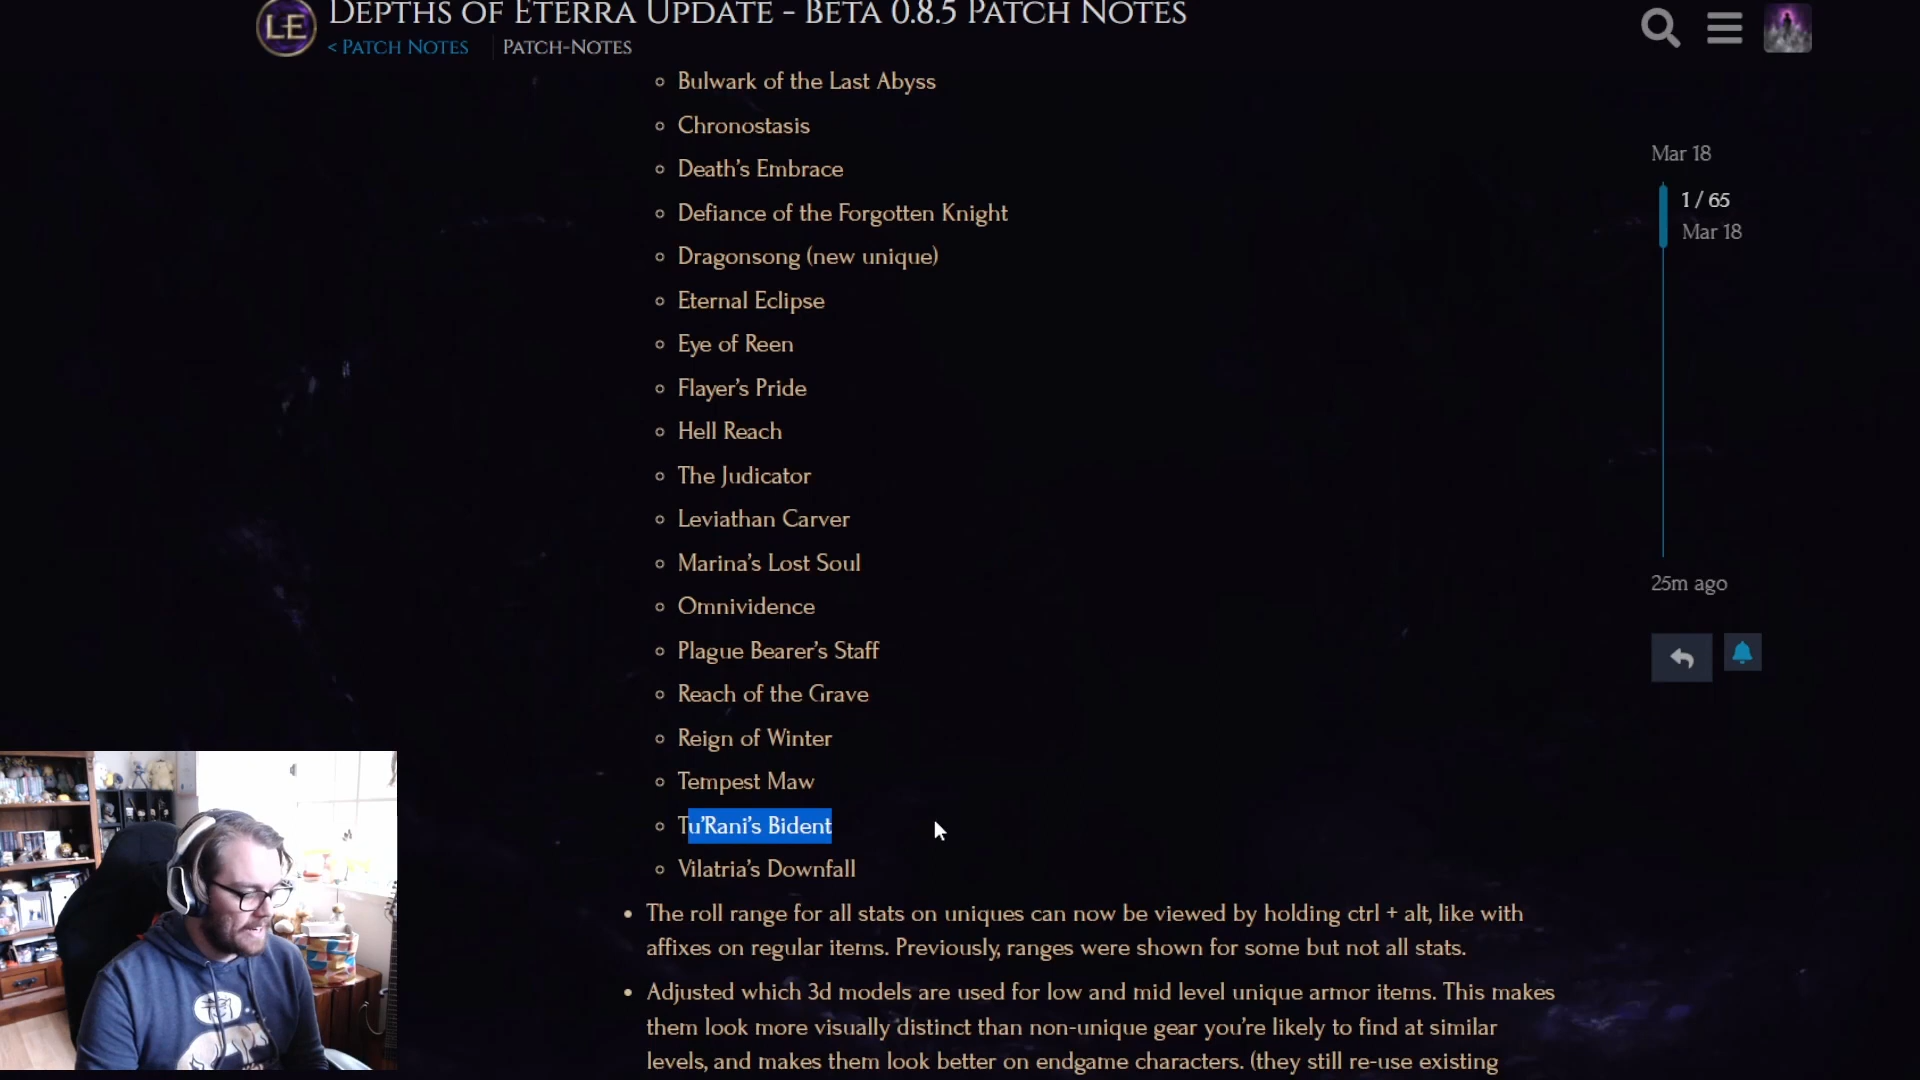 LE
Depths of Eterra Update - Beta 0.8.5 Patch Notes
< Patch Notes
Patch-Notes
Bulwark of the Last Abyss
Chronostasis
Death's Embrace
Defiance of the Forgotten Knight
Dragonsong (new unique)
Eternal Eclipse
Eye of Reen
Flayer's Pride
Hell Reach
The Judicator
Leviathan Carver
Marina's Lost Soul
Omnividence
Plague Bearer's Staff
Reach of the Grave
Reign of Winter
Tempest Maw
Tu'Rani's Bident
Vilatria's Downfall
The roll range for all stats on uniques can now be viewed by holding ctrl + alt, like with
affixes on regular items. Previously, ranges were shown for some but not all stats.
Adjusted which 3d models are used for low and mid level unique armor items. This makes
them look more visually distinct than non-unique gear you're likely to find at similar
levels, and makes them look better on endgame characters. (they still re-use existing
Mar 18
1 / 65
Mar 18
25m ago